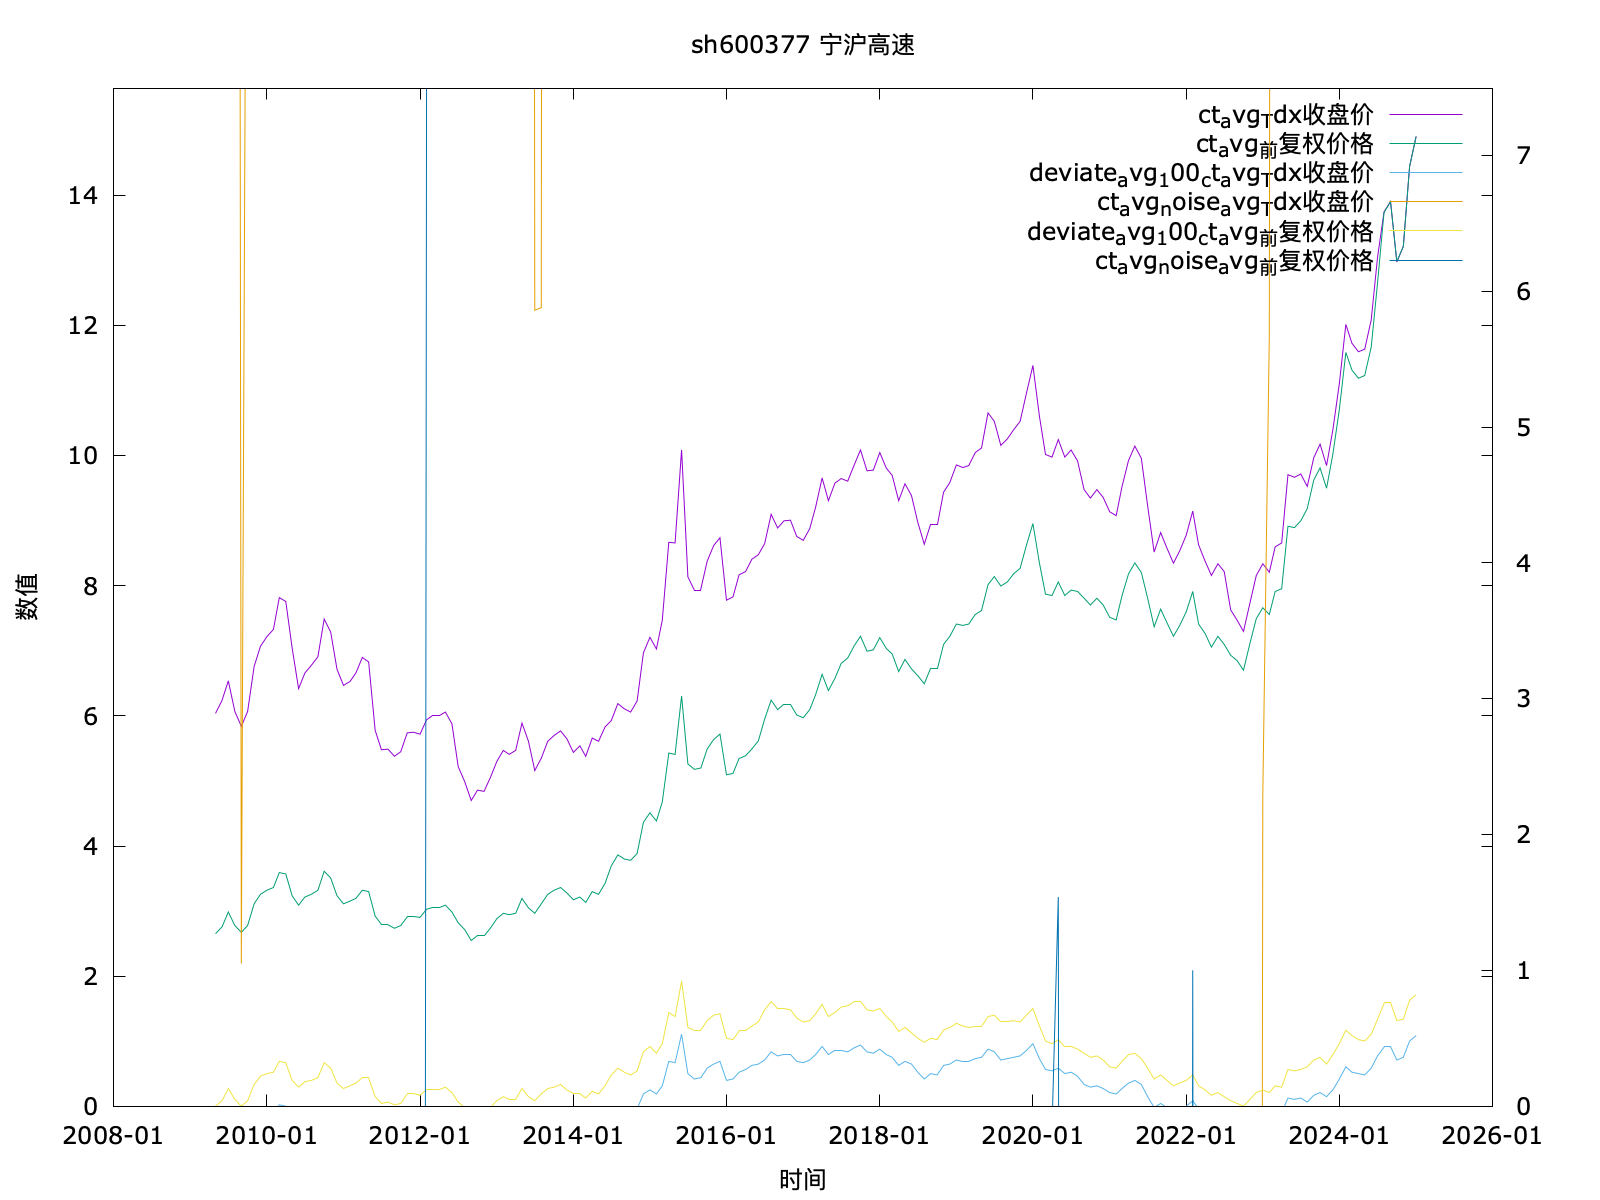 sh600377 宁沪高速
ctavgTdx收盘价
ctavg前复权价格
deviateavg100ctavgTdx收盘价
ctavgnoiseavgTdx收盘价
deviateavg100ctavg前复权价格
ctavgnoiseavg前复权价格
14
12
10
8
6
4
2
0
7
6
5
4
3
2
1
0
数值
2008-01 2010-01 2012-01 2014-01 2016-01 2018-01 2020-01 2022-01 2024-01 2026-01
时间